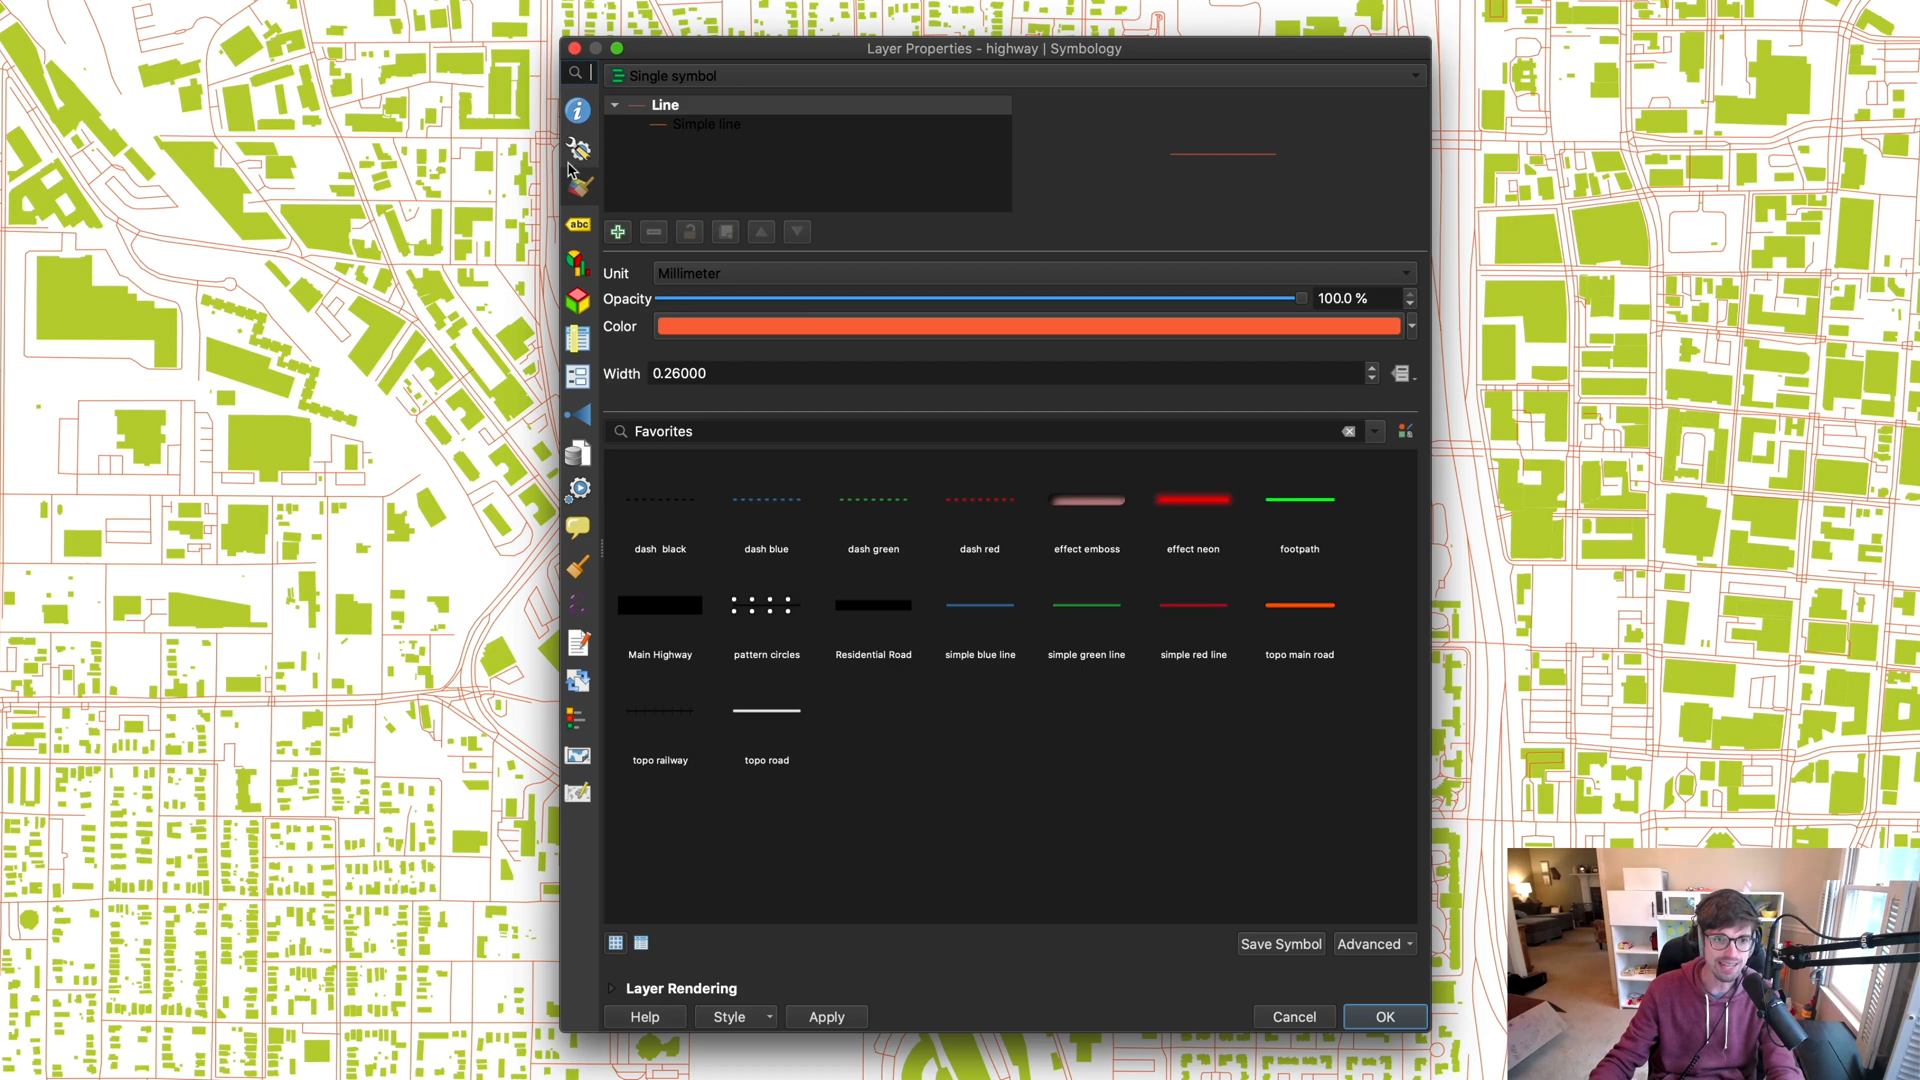 Layer Properties - highway | Symbology
Single symbol
Line
Simple line
abc
Unit
Millimeter
Opacity
100.0 %
Color
Width
0.26000
Favorites
dash black
dash blue
dash green
dash red
effect emboss
effect neon
footpath
Main Highway
pattern circles
Residential Road
simple blue line
simple green line
simple red line
topo main road
topo railway
topo road
Save Symbol
Advanced
Layer Rendering
Help
Style
Apply
Cancel
OK